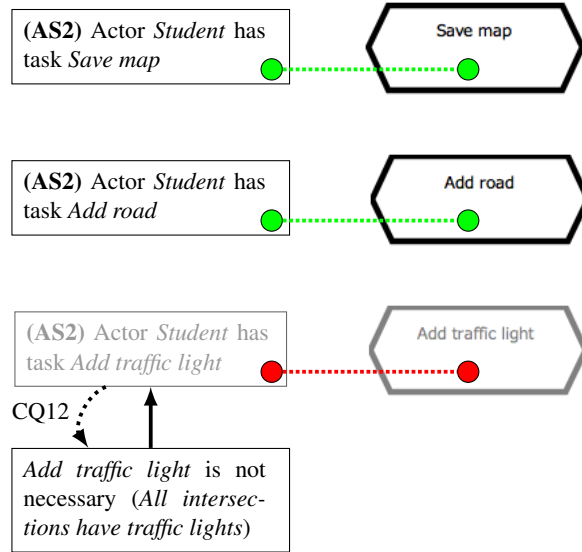 (AS2) Actor Student has
task Save map
Save map
(AS2) Actor Student has
task Add road
Add road
(AS2) Actor Student has
task Add traffic light
Add traffic light
CQ12
Add traffic light is not
necessary (All intersec-
tions have traffic lights)